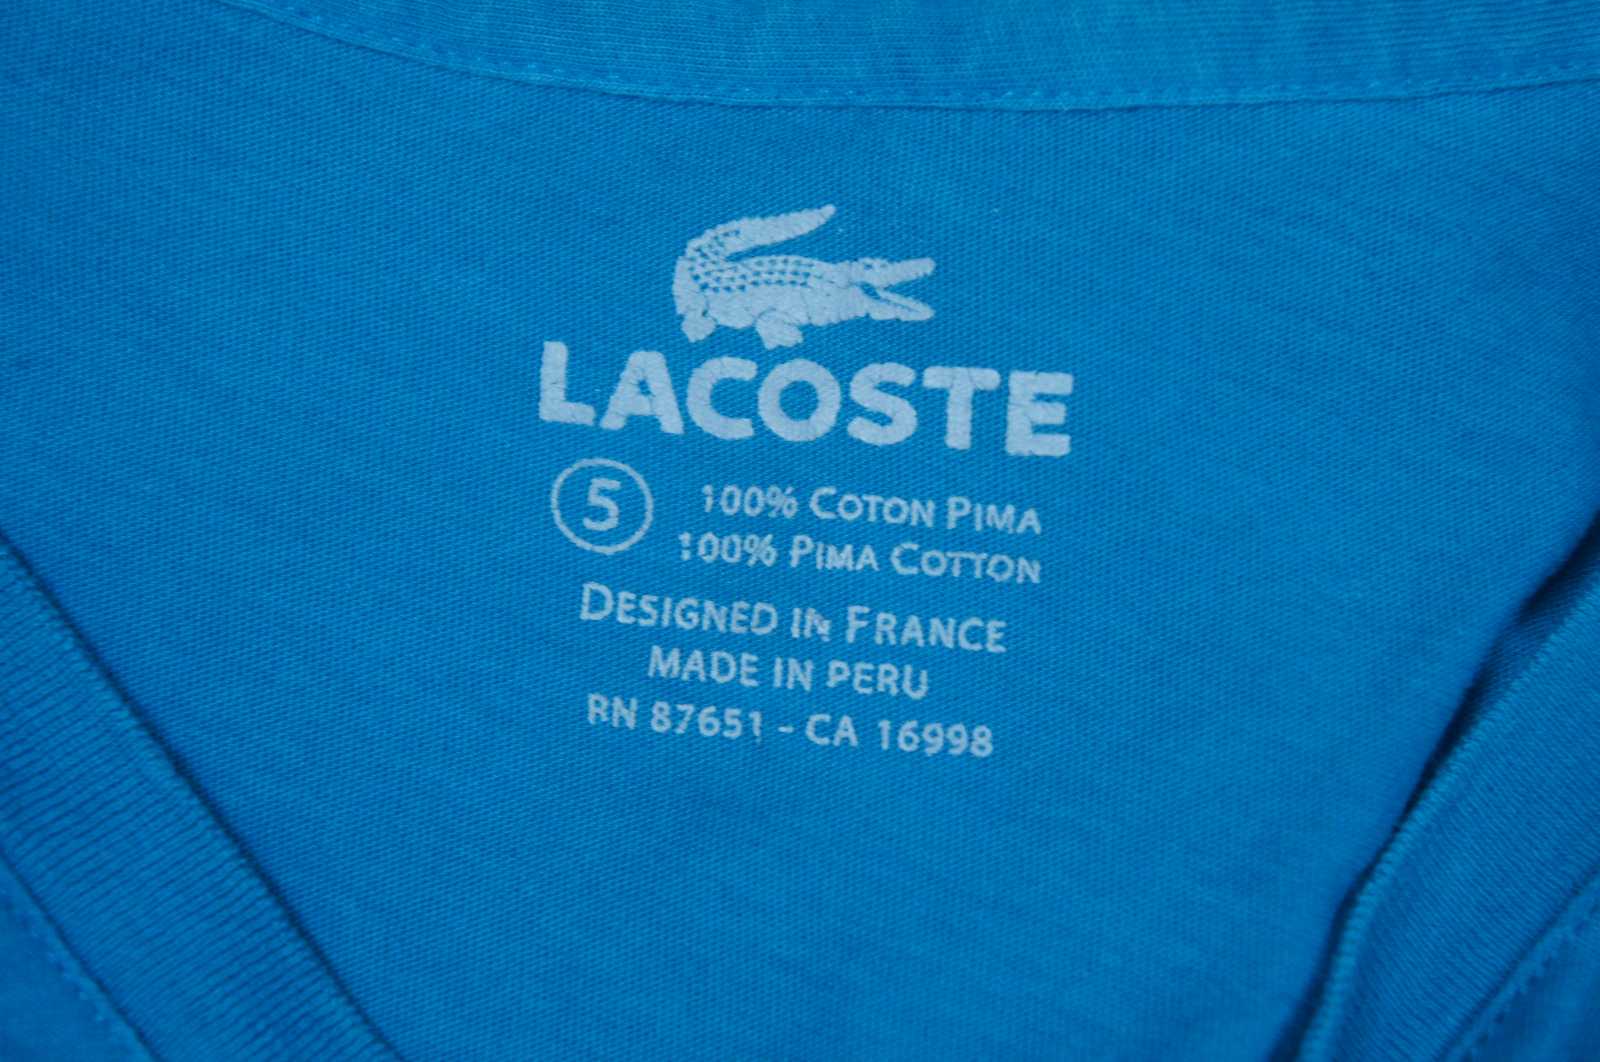 LACOSTE
5
100% COTON PIMA
100% PIMA COTTON
DESIGNED IN FRANCE
MADE IN PERU
RN 87651 - CA 16998